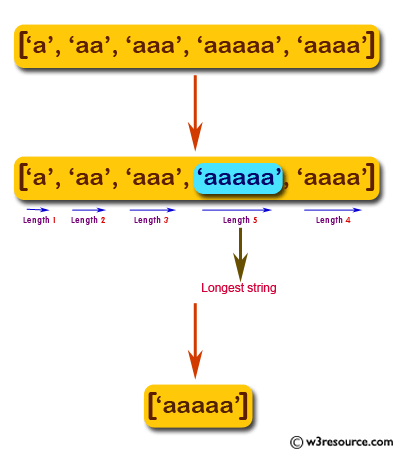 [‘a’, ‘aa’, ‘aaa’, ‘aaaaa’, ‘aaaa’]
[‘a’, ‘aa’, ‘aaa’, ‘aaaaa’, ‘aaaa’]
Length 1 Length 2 Length 3 Length 5 Length 4
Longest string
[‘aaaaa’]
© w3resource.com